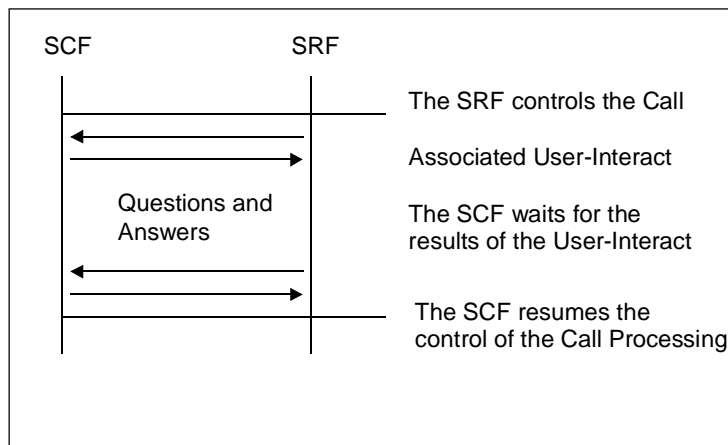 SCF SRF
The SRF controls the Call
Associated User-Interact
Questions and
Answers
The SCF waits for the
results of the User-Interact
The SCF resumes the
control of the Call Processing